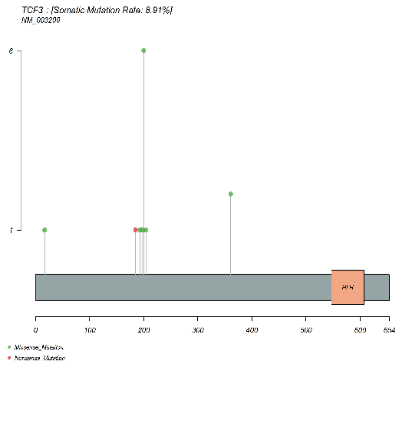 TCF3 : [Somatic Mutation Rate: 8.91%]
NM_003200
6
1
HLH
0 100 200 300 400 500 600 654
Missense_Mutation
Nonsense_Mutation